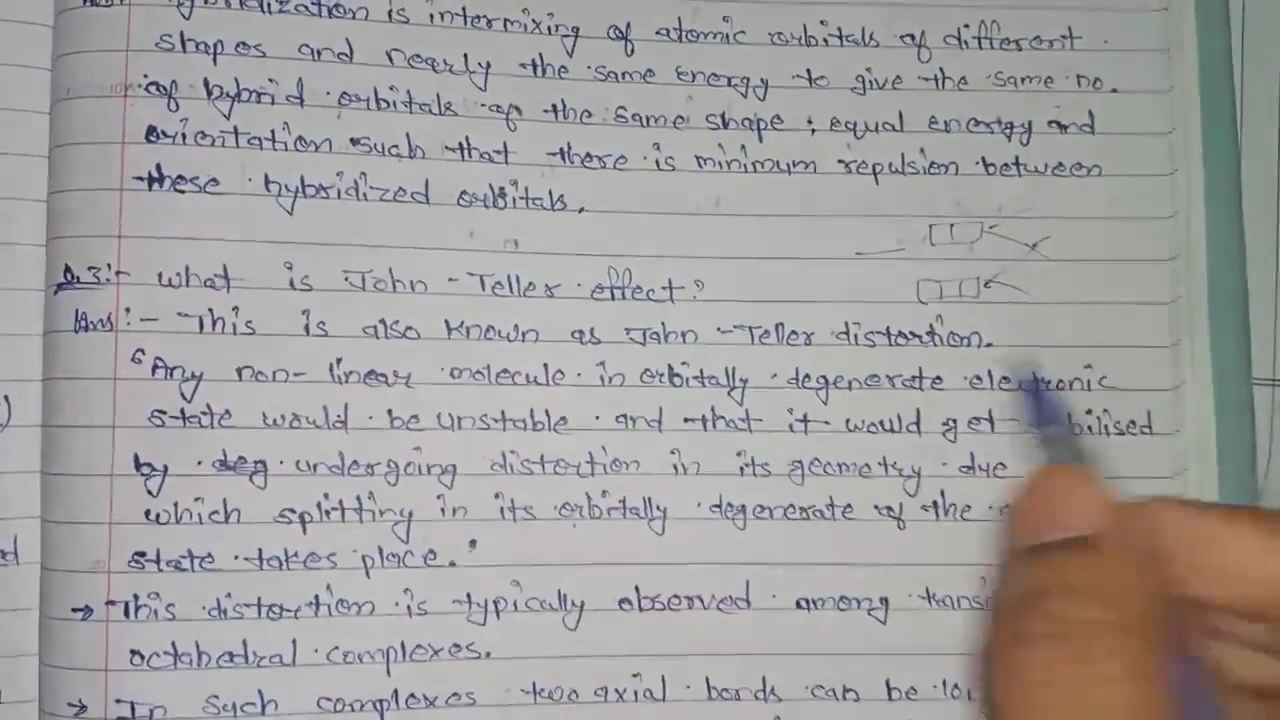 is intermixing of atomic orbitals of different
shapes and nearly the same energy to give the same no.
of hybrid orbitals of the same shape, equal energy and
orientation such that there is minimum repulsion between
these hybridized orbitals.
Q.3:- What is John-Teller effect?
Ans:- This is also known as John-Teller distortion.
"Any non-linear molecule in orbitally degenerate electronic
state would be unstable and that it would get bilised
by undergoing distortion in its geometry due
which splitting in its orbitally degenerate of the
state takes place."
→ This distortion is typically observed among
octahedral complexes.
→ In such complexes two axial bonds can be